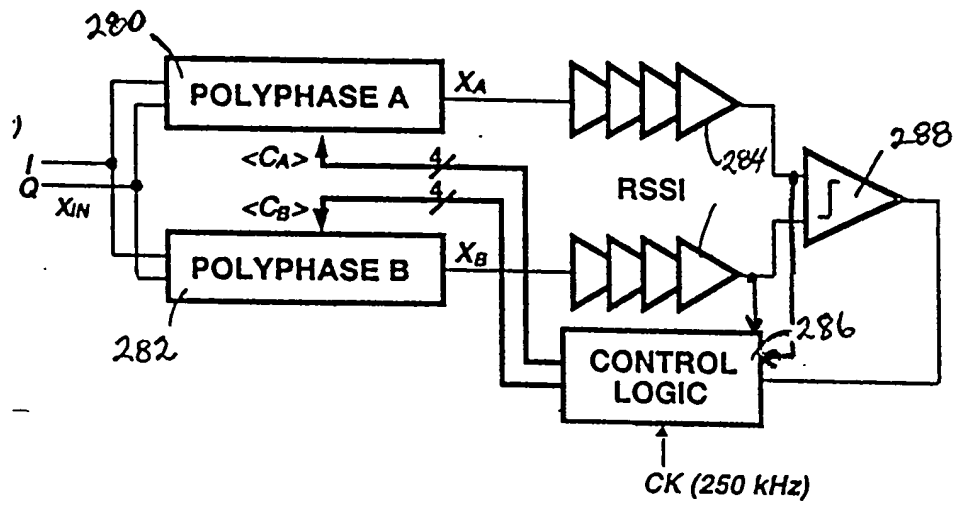 280
POLYPHASE A
XA
284
288
<CA>
4
I
Q
XIN
RSSI
<CB>
4
POLYPHASE B
XB
282
286
CONTROL
LOGIC
CK (250 kHz)